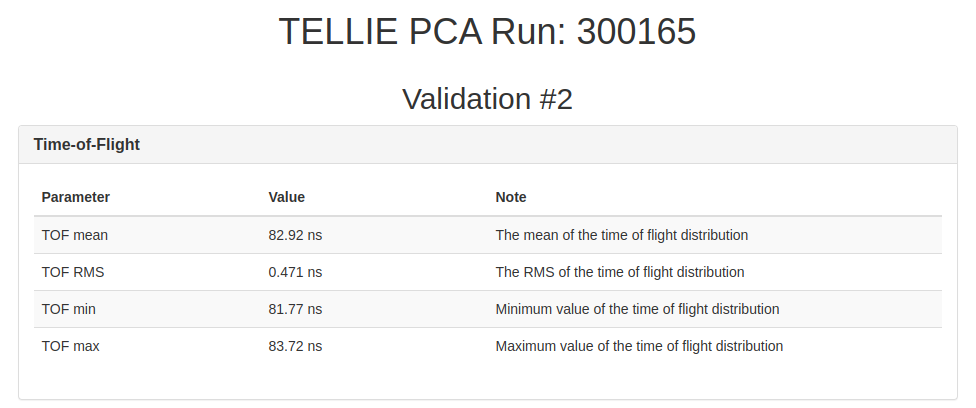 TELLIE PCA Run: 300165
Validation #2
Time-of-Flight
Parameter Value Note
TOF mean 82.92 ns The mean of the time of flight distribution
TOF RMS 0.471 ns The RMS of the time of flight distribution
TOF min 81.77 ns Minimum value of the time of flight distribution
TOF max 83.72 ns Maximum value of the time of flight distribution